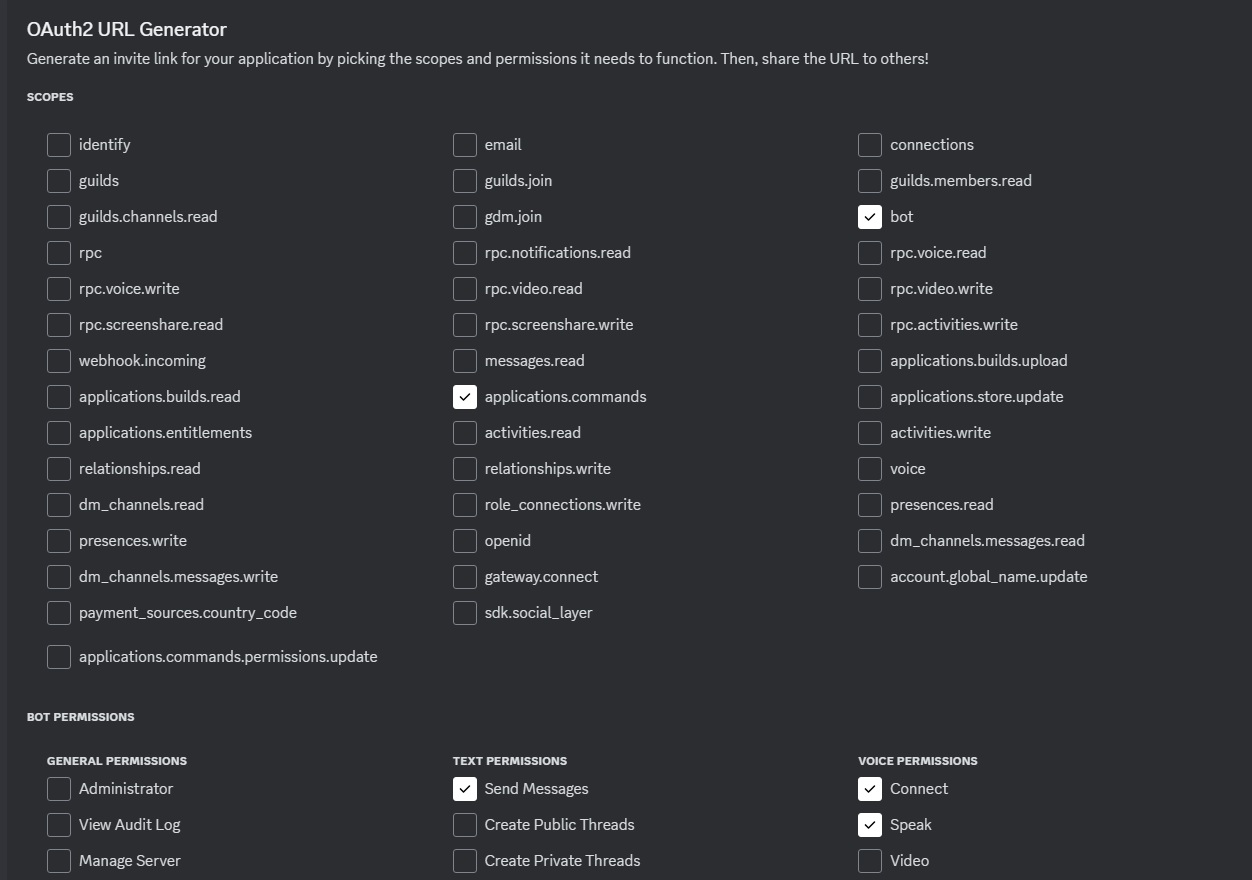 OAuth2 URL Generator
Generate an invite link for your application by picking the scopes and permissions it needs to function. Then, share the URL to others!
SCOPES
identify email connections
guilds guilds.join guilds.members.read
guilds.channels.read gdm.join bot
rpc rpc.notifications.read rpc.voice.read
rpc.voice.write rpc.video.read rpc.video.write
rpc.screenshare.read rpc.screenshare.write rpc.activities.write
webhook.incoming messages.read applications.builds.upload
applications.builds.read applications.commands applications.store.update
applications.entitlements activities.read activities.write
relationships.read relationships.write voice
dm_channels.read role_connections.write presences.read
presences.write openid dm_channels.messages.read
dm_channels.messages.write gateway.connect account.global_name.update
payment_sources.country_code sdk.social_layer
applications.commands.permissions.update
BOT PERMISSIONS
GENERAL PERMISSIONS TEXT PERMISSIONS VOICE PERMISSIONS
Administrator Send Messages Connect
View Audit Log Create Public Threads Speak
Manage Server Create Private Threads Video